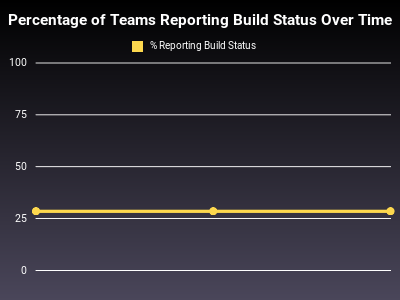 Percentage of Teams Reporting Build Status Over Time
% Reporting Build Status
100
75
50
25
0